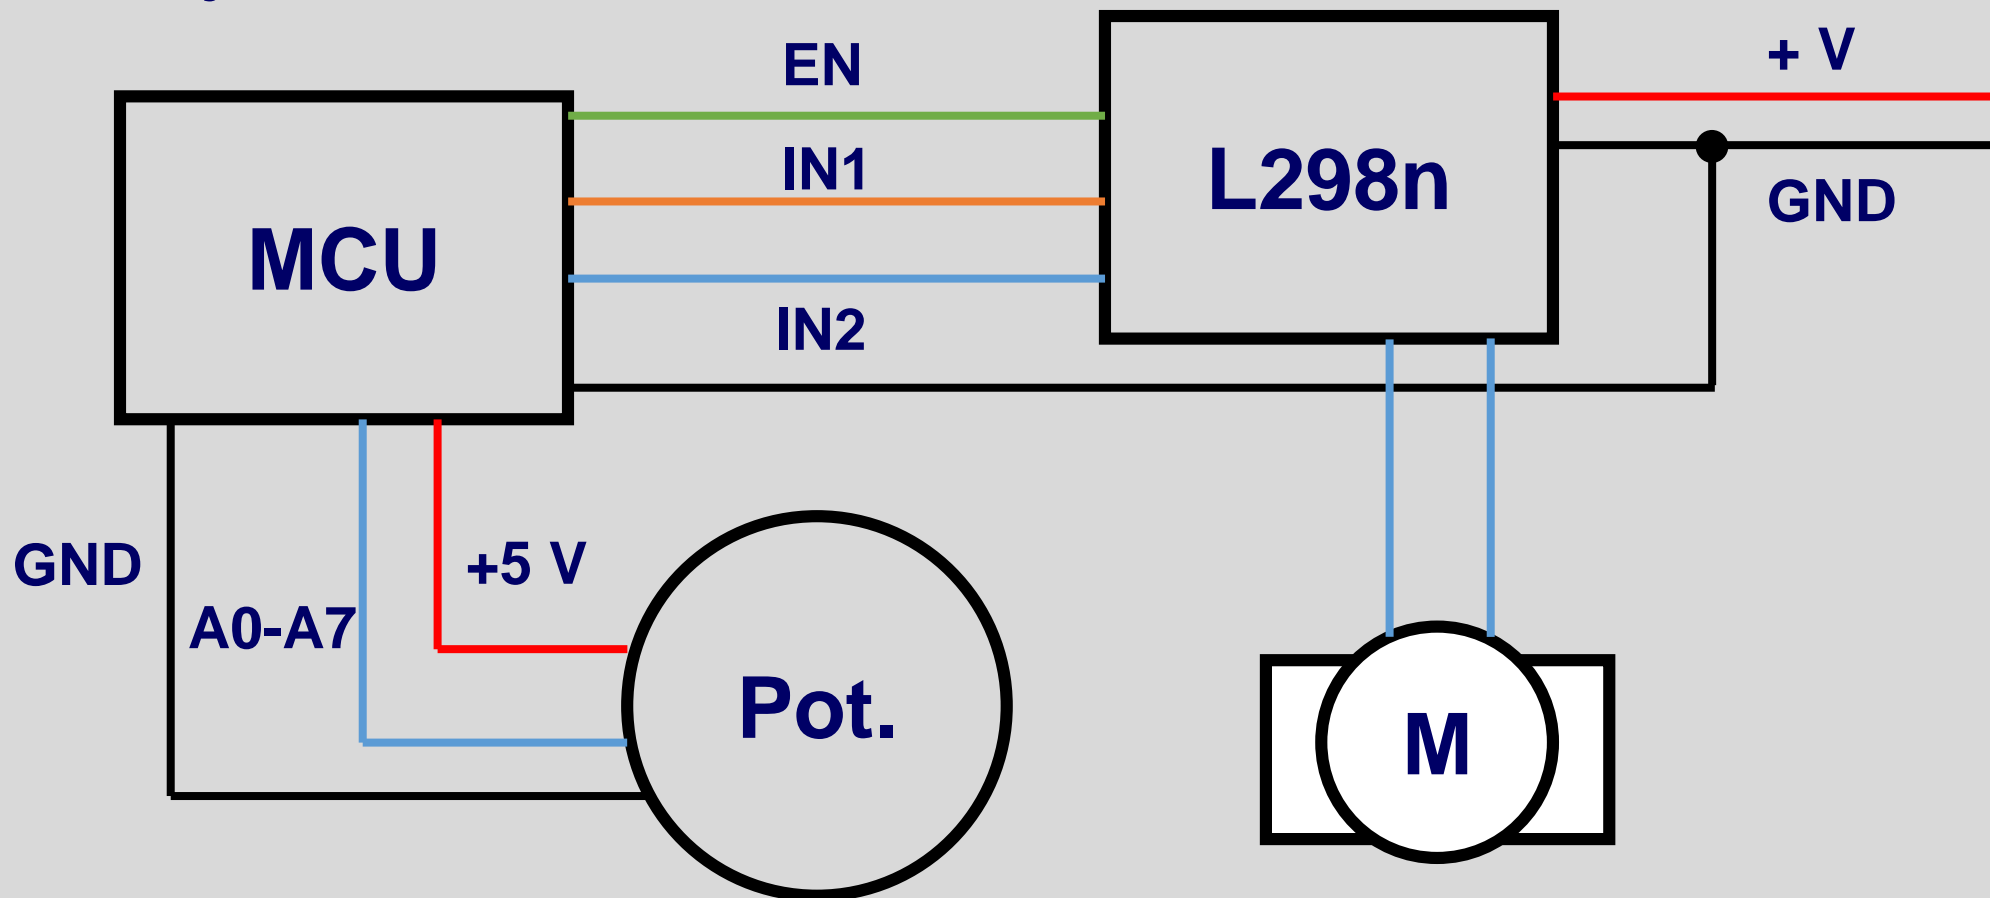 EN
+ V
IN1
L298n
GND
MCU
IN2
GND
+5 V
A0-A7
Pot.
M